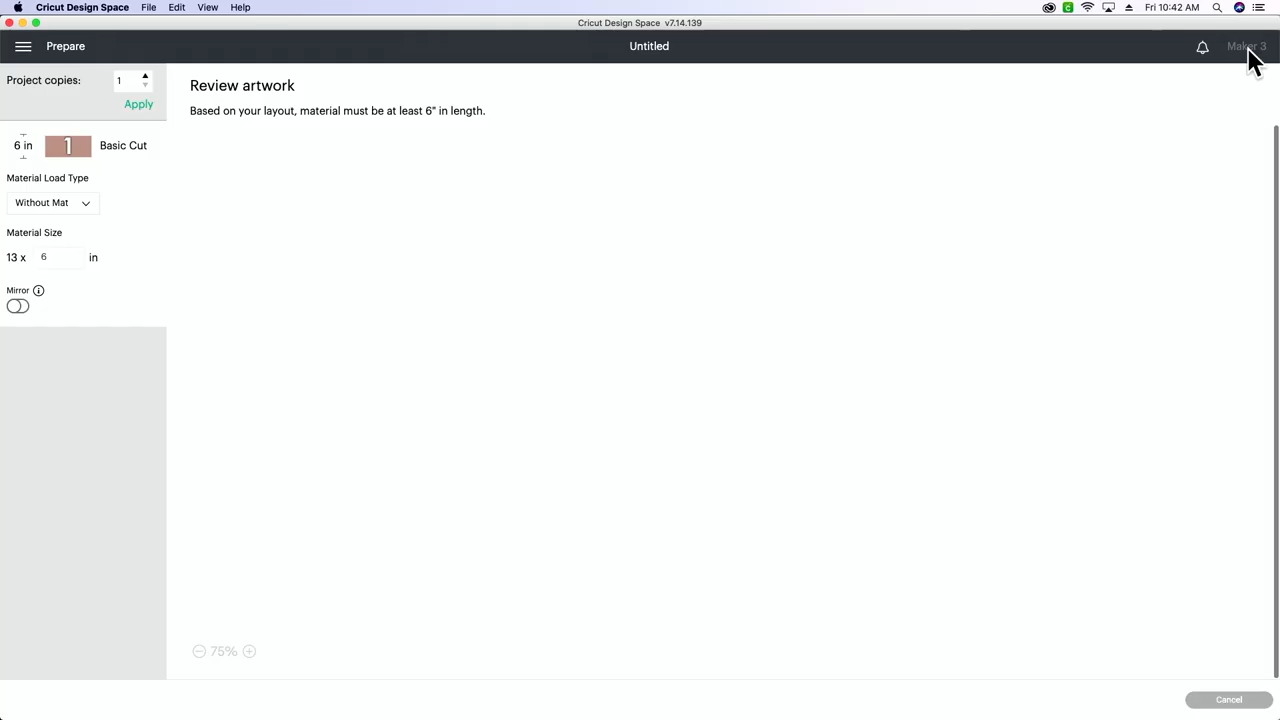 Cricut Design Space File Edit View Help Fri 10:42 AM
Cricut Design Space v7.14.139
Prepare Untitled Maker 3
Project copies: 1
Apply
Review artwork
Based on your layout, material must be at least 6" in length.
6 in 1 Basic Cut
Material Load Type
Without Mat
Material Size
13 x 6 in
Mirror
75%
Cancel